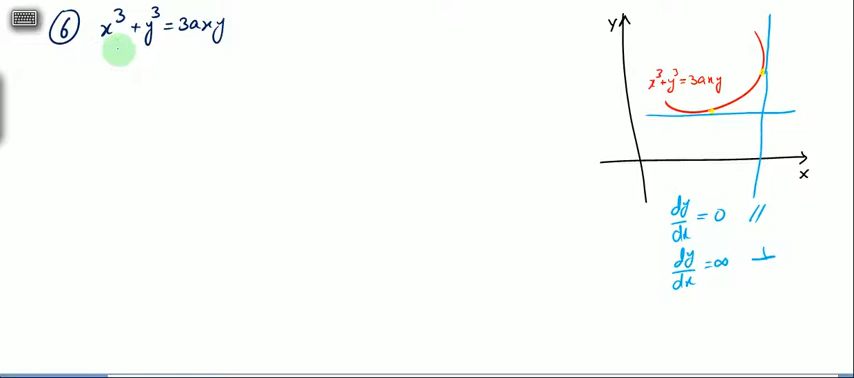 ⑥ x³ + y³ = 3axy
y
x³+y³=3axy
x
dy/dx = 0 //
dy/dx = ∞ ⊥